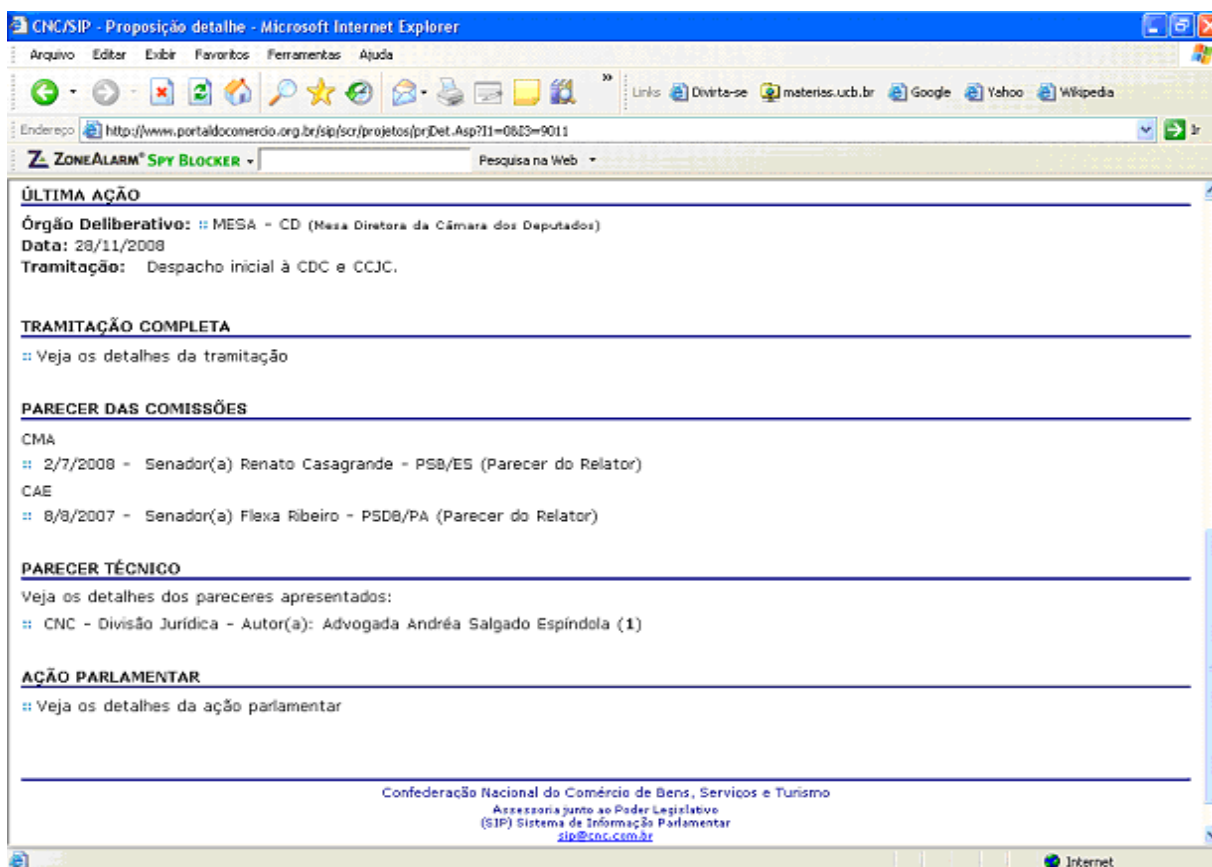 CNC/SIP - Proposição detalhe - Microsoft Internet Explorer
Arquivo Editar Exibir Favoritos Ferramentas Ajuda
» Links Divirta-se materias.ucb.br Google Yahoo Wikipedia
Endereço http://www.portaldocomercio.org.br/sip/scr/projetos/prjDet.Asp?I1=0&I3=9011 Ir
ZONEALARM® SPY BLOCKER Pesquisa na Web
ÚLTIMA AÇÃO
Órgão Deliberativo: :: MESA - CD (Mesa Diretora da Câmara dos Deputados)
Data: 28/11/2008
Tramitação: Despacho inicial à CDC e CCJC.
TRAMITAÇÃO COMPLETA
:: Veja os detalhes da tramitação
PARECER DAS COMISSÕES
CMA
:: 2/7/2008 - Senador(a) Renato Casagrande - PSB/ES (Parecer do Relator)
CAE
:: 8/8/2007 - Senador(a) Flexa Ribeiro - PSDB/PA (Parecer do Relator)
PARECER TÉCNICO
Veja os detalhes dos pareceres apresentados:
:: CNC - Divisão Jurídica - Autor(a): Advogada Andréa Salgado Espíndola (1)
AÇÃO PARLAMENTAR
:: Veja os detalhes da ação parlamentar
Confederação Nacional do Comércio de Bens, Serviços e Turismo
Assessoria junto ao Poder Legislativo
(SIP) Sistema de Informação Parlamentar
sip@cnc.com.br
Internet